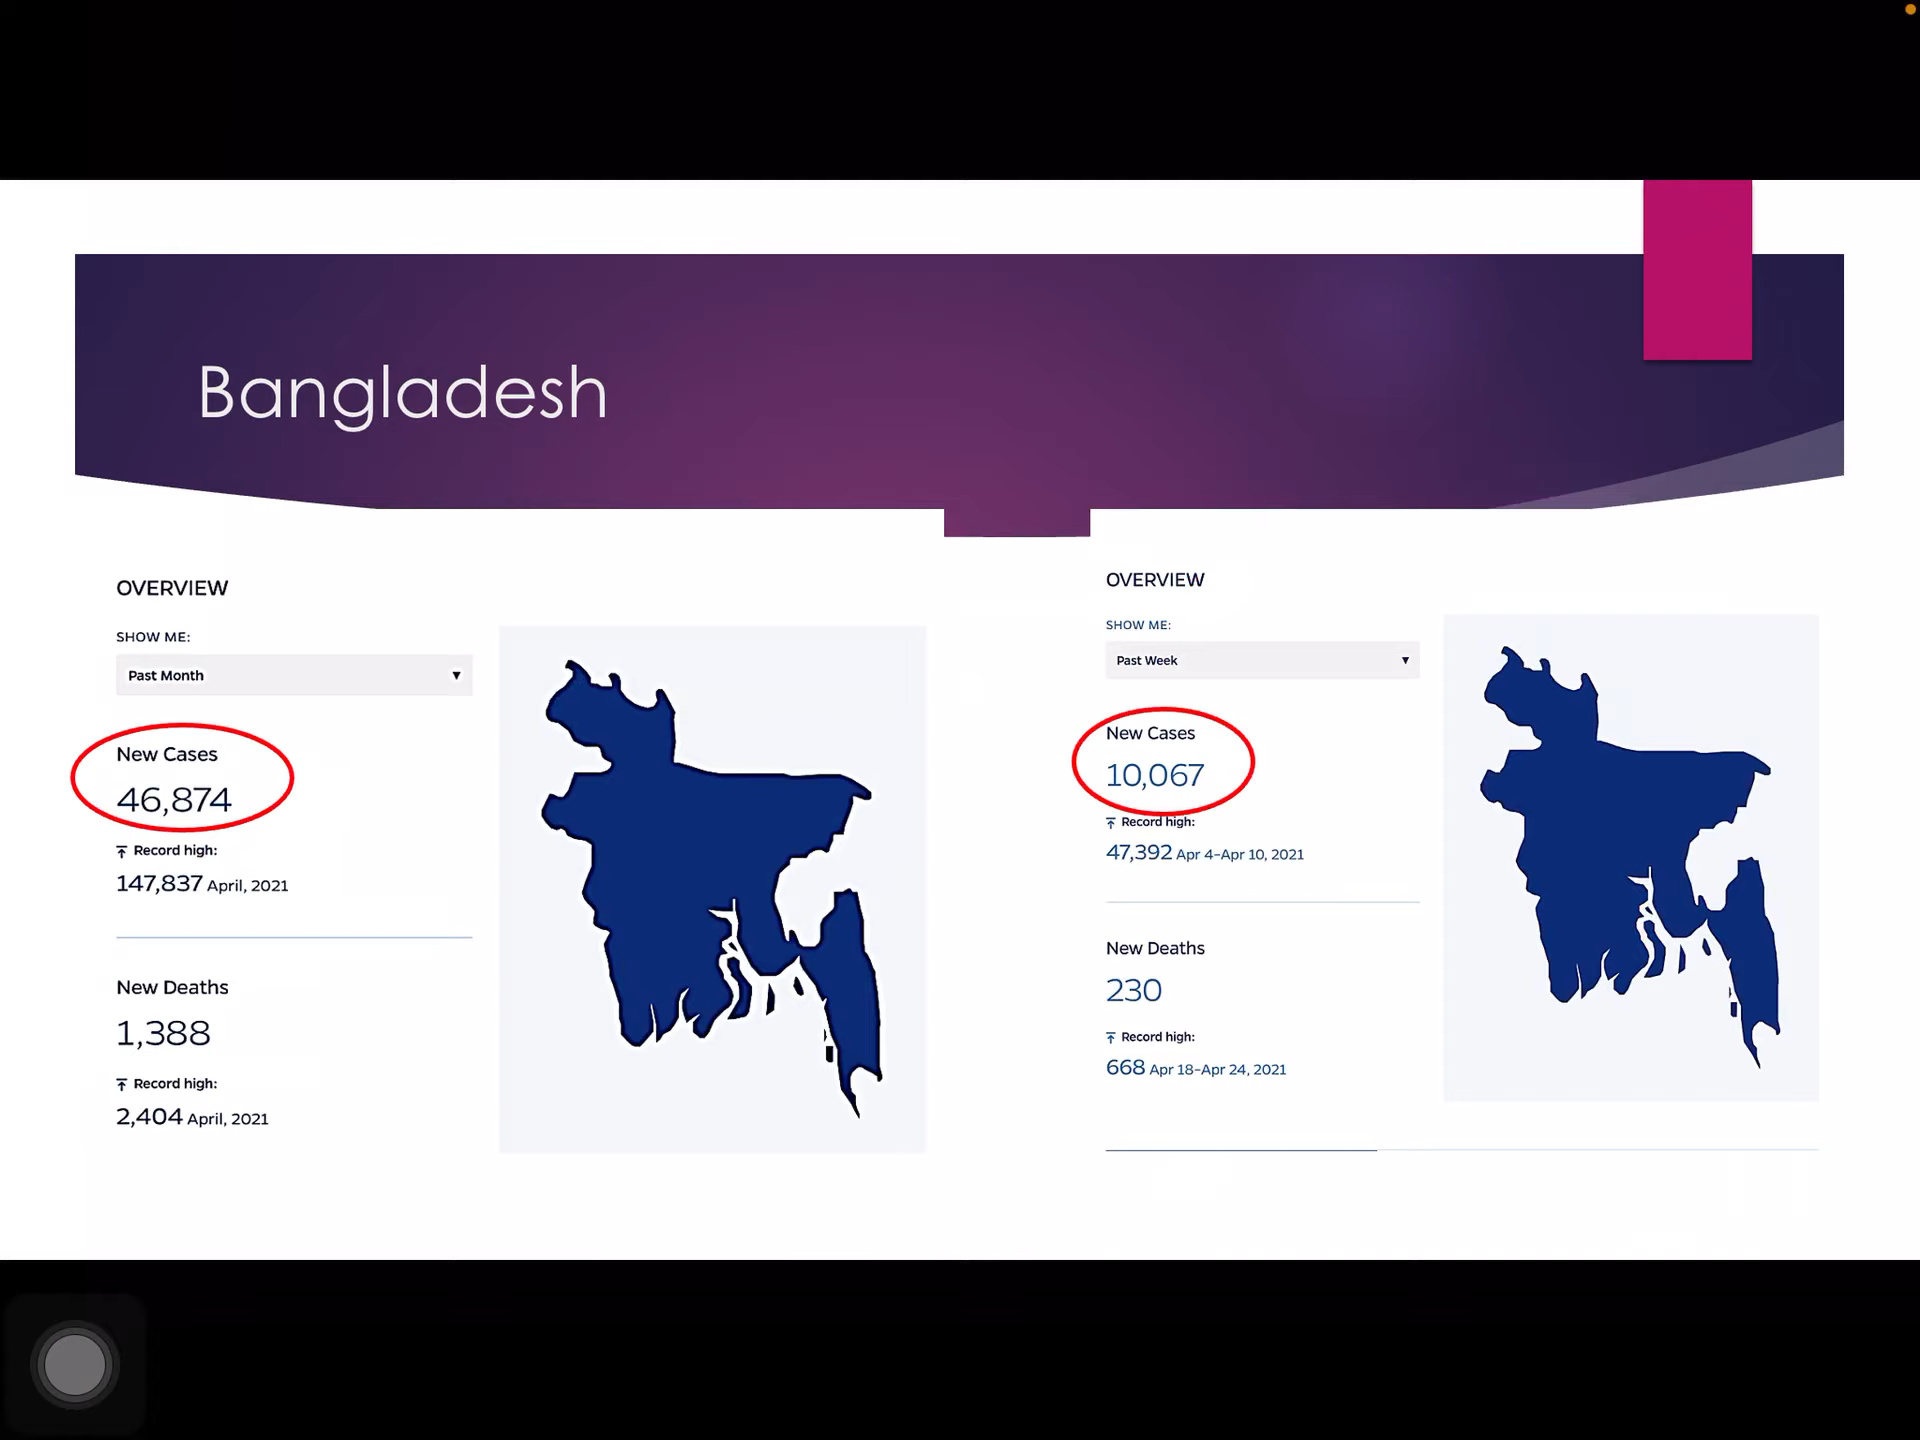 Bangladesh
OVERVIEW
SHOW ME:
Past Month
New Cases
46,874
Record high:
147,837 April, 2021
New Deaths
1,388
Record high:
2,404 April, 2021
OVERVIEW
SHOW ME:
Past Week
New Cases
10,067
Record high:
47,392 Apr 4-Apr 10, 2021
New Deaths
230
Record high:
668 Apr 18-Apr 24, 2021